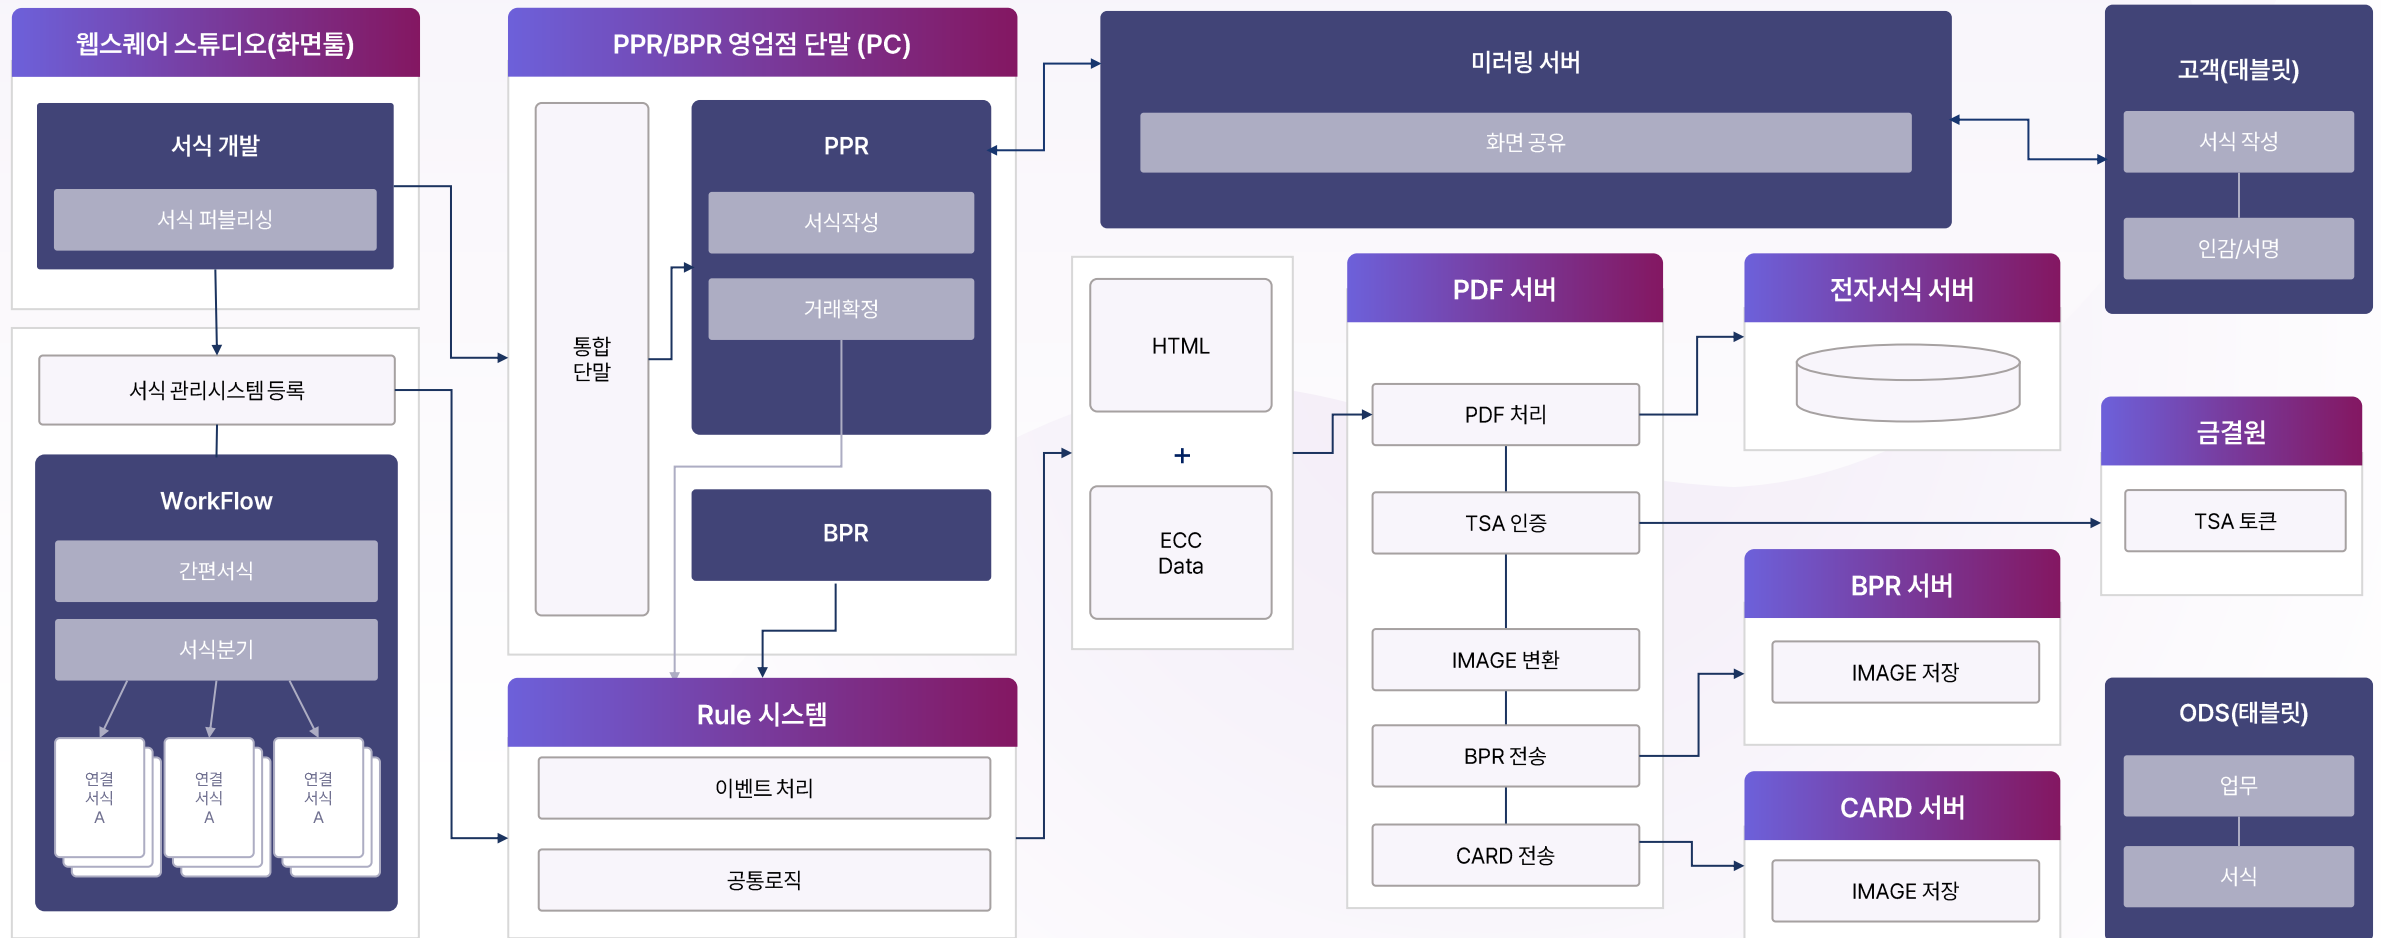 웹스퀘어 스튜디오(화면툴)
서식 개발
서식 퍼블리싱
서식 관리시스템 등록
WorkFlow
간편서식
서식분기
연결
서식
A
연결
서식
A
연결
서식
A
PPR/BPR 영업점 단말 (PC)
통합
단말
PPR
서식작성
거래확정
BPR
Rule 시스템
이벤트 처리
공통로직
미러링 서버
화면 공유
고객(태블릿)
서식 작성
인감/서명
HTML
+
ECC
Data
PDF 서버
PDF 처리
TSA 인증
IMAGE 변환
BPR 전송
CARD 전송
전자서식 서버
금결원
TSA 토큰
BPR 서버
IMAGE 저장
CARD 서버
IMAGE 저장
ODS(태블릿)
업무
서식